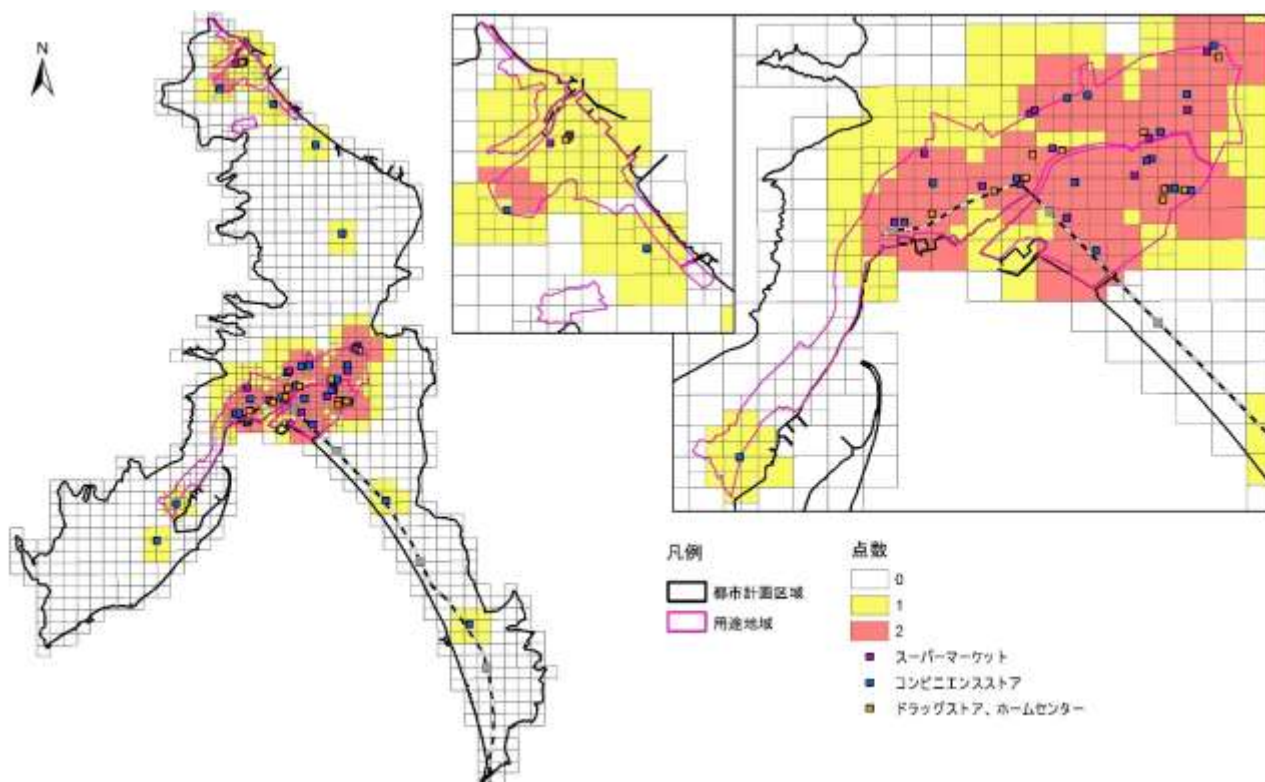 N
凡例
都市計画区域
用途地域
点数
0
1
2
スーパーマーケット
コンビニエンスストア
ドラッグストア、ホームセンター